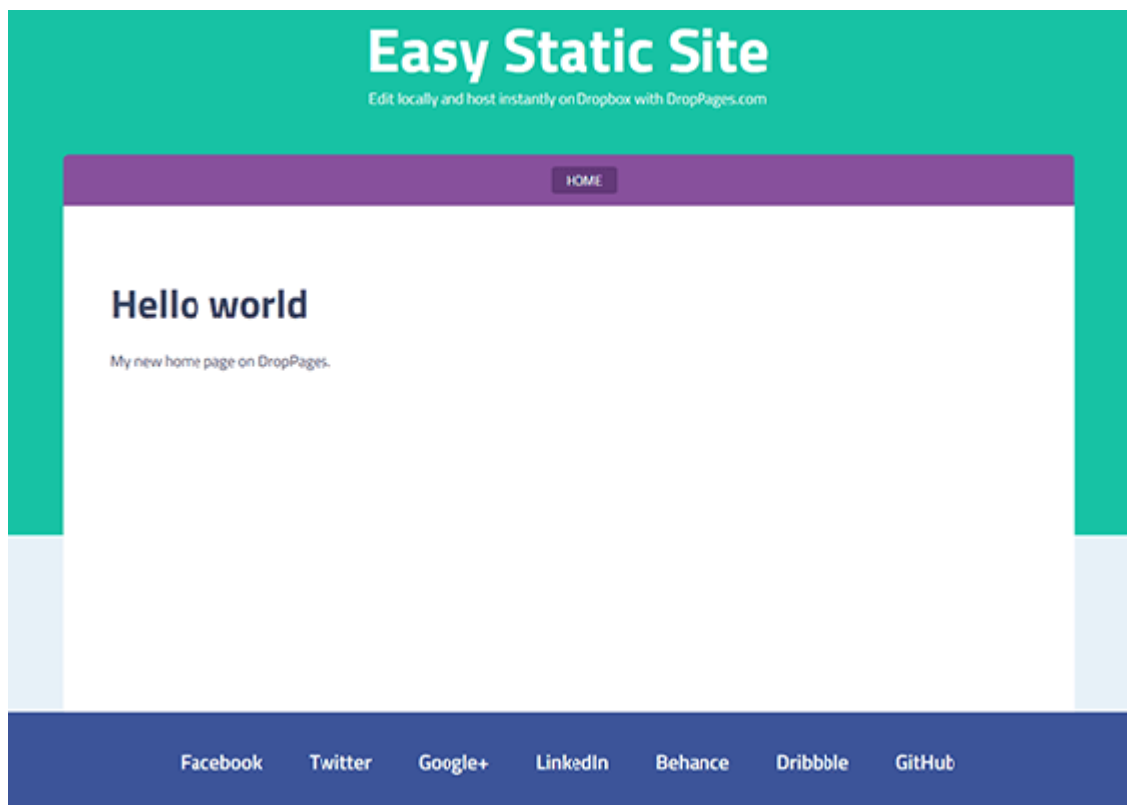 Easy Static Site
Edit locally and host instantly on Dropbox with DropPages.com
HOME
Hello world
My new home page on DropPages.
Facebook Twitter Google+ LinkedIn Behance Dribbble GitHub